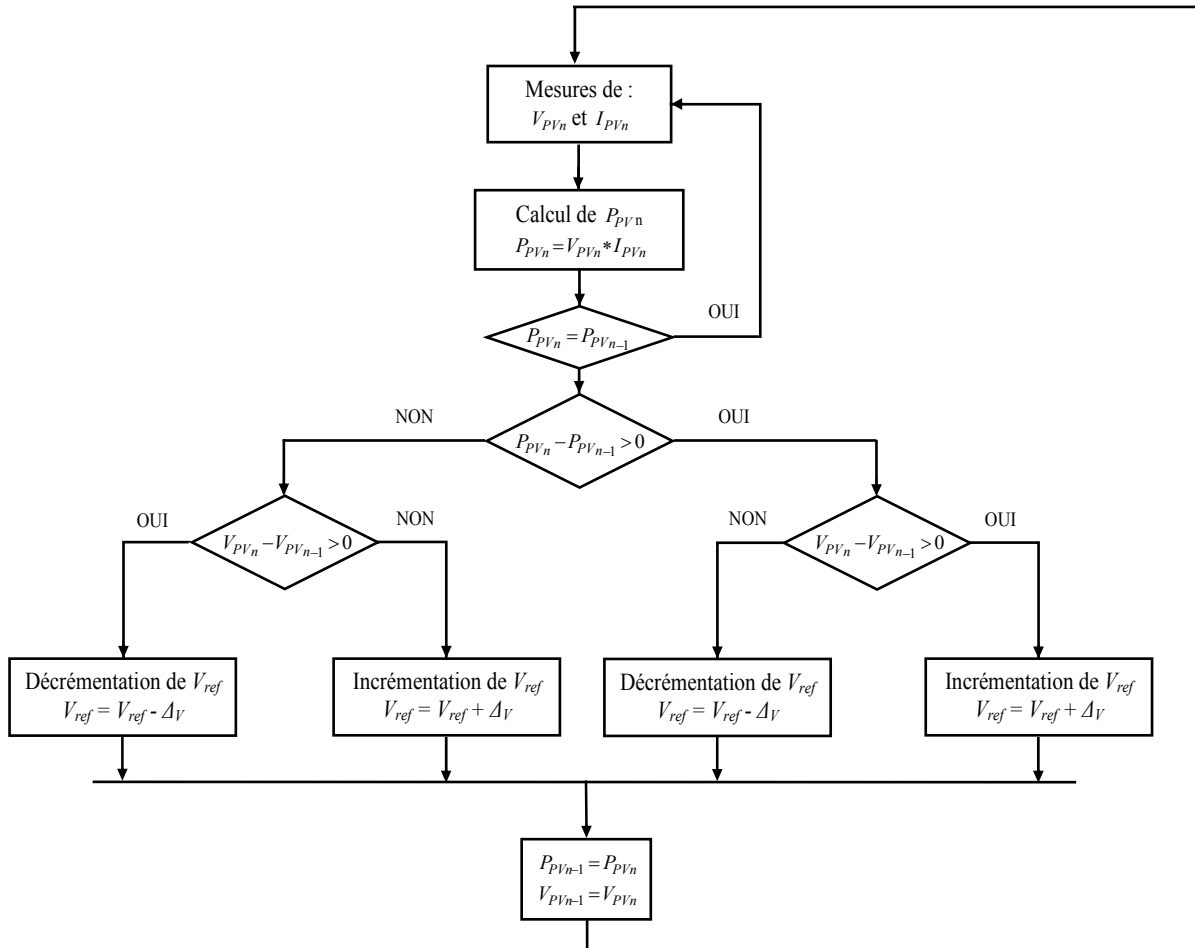 Mesures de :
V_PVn et I_PVn
Calcul de P_PVn
P_PVn = V_PVn * I_PVn
OUI
P_PVn = P_PVn–1
NON
OUI
P_PVn – P_PVn–1 > 0
OUI
NON
NON
OUI
V_PVn – V_PVn–1 > 0
V_PVn – V_PVn–1 > 0
Décrémentation de V_ref
V_ref = V_ref - Δ_V
Incrémentation de V_ref
V_ref = V_ref + Δ_V
Décrémentation de V_ref
V_ref = V_ref - Δ_V
Incrémentation de V_ref
V_ref = V_ref + Δ_V
P_PVn–1 = P_PVn
V_PVn–1 = V_PVn